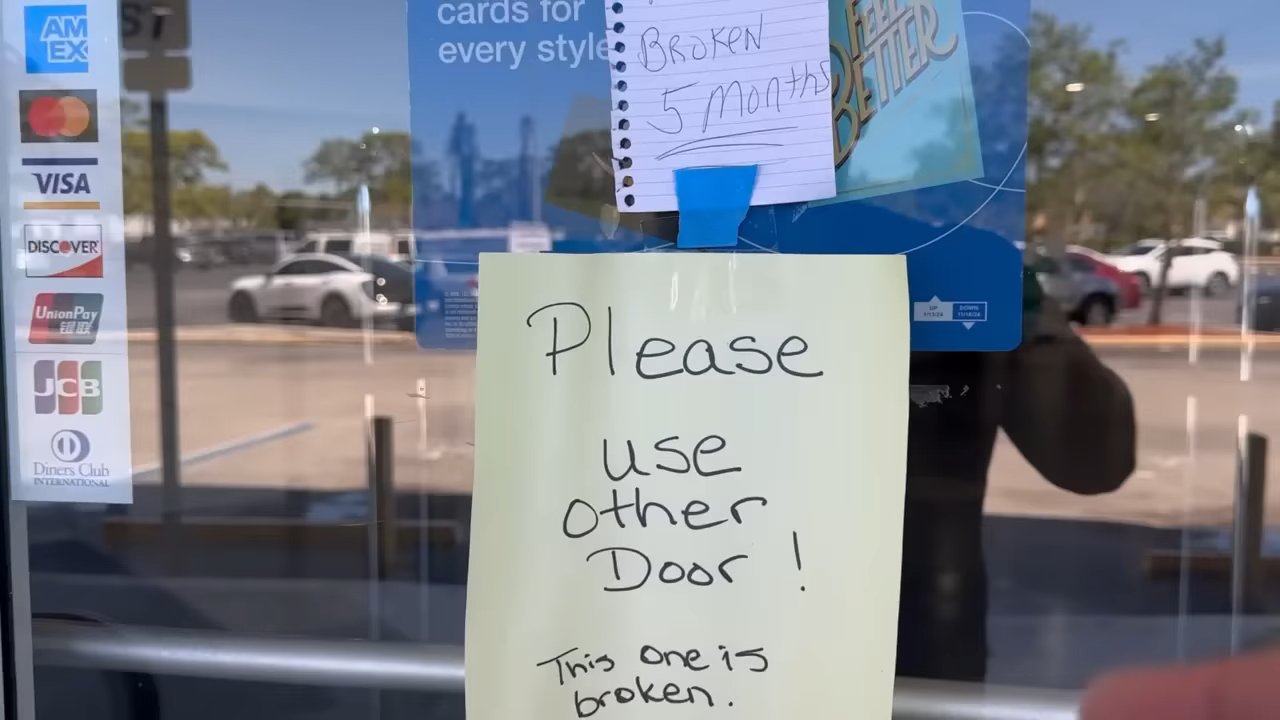 ST
AM
EX
VISA
DISCOVER
UnionPay
银联
JCB
Diners Club
INTERNATIONAL
cards for
every style
BROKEN
5 Months
FEEL
BETTER
UP
DOWN
Please
use
other
Door !
This one is
broken.